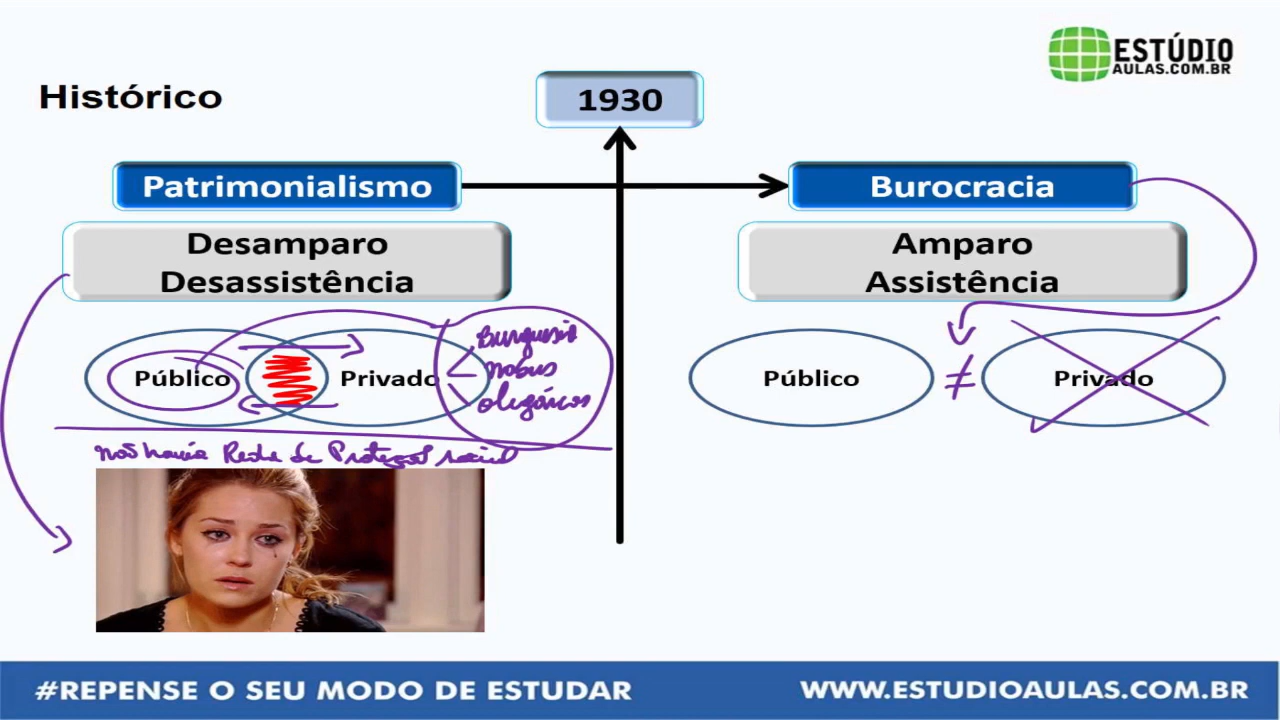 ESTÚDIO
AULAS.COM.BR
Histórico
1930
Patrimonialismo
Burocracia
Desamparo
Desassistência
Amparo
Assistência
Burguesia
nobres
oligárcas
Público
Privado
Público
≠
Privado
não havia Rede de Proteção social
#REPENSE O SEU MODO DE ESTUDAR
WWW.ESTUDIOAULAS.COM.BR